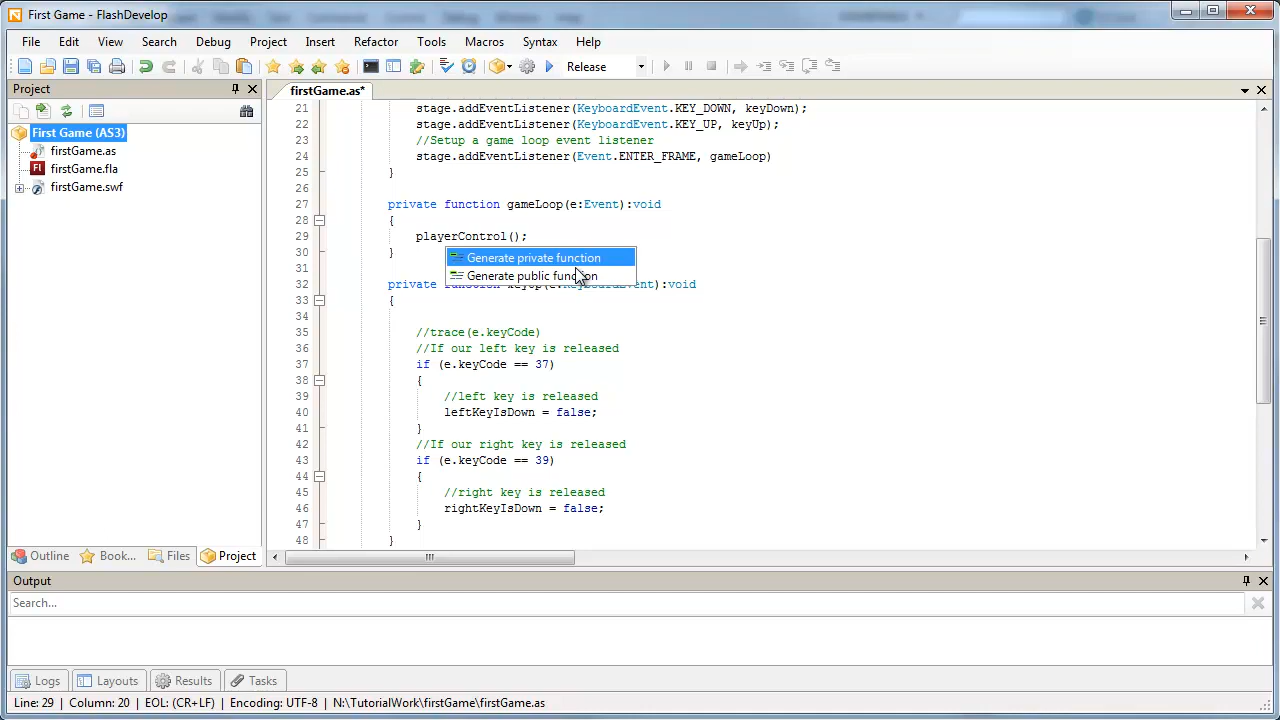 First Game - FlashDevelop
File Edit View Search Debug Project Insert Refactor Tools Macros Syntax Help
Release
Project
firstGame.as*
First Game (AS3)
firstGame.as
firstGame.fla
firstGame.swf
21 stage.addEventListener(KeyboardEvent.KEY_DOWN, keyDown);
22 stage.addEventListener(KeyboardEvent.KEY_UP, keyUp);
23 //Setup a game loop event listener
24 stage.addEventListener(Event.ENTER_FRAME, gameLoop)
25 }
26
27 private function gameLoop(e:Event):void
28 {
29 playerControl();
30 }
Generate private function
31
Generate public function
32 private function keyUp(e:KeyboardEvent):void
33 {
34
35 //trace(e.keyCode)
36 //If our left key is released
37 if (e.keyCode == 37)
38 {
39 //left key is released
40 leftKeyIsDown = false;
41 }
42 //If our right key is released
43 if (e.keyCode == 39)
44 {
45 //right key is released
46 rightKeyIsDown = false;
47 }
48 }
Outline Book... Files Project
Output
Search...
Logs Layouts Results Tasks
Line: 29 | Column: 20 | EOL: (CR+LF) | Encoding: UTF-8 | N:\TutorialWork\firstGame\firstGame.as